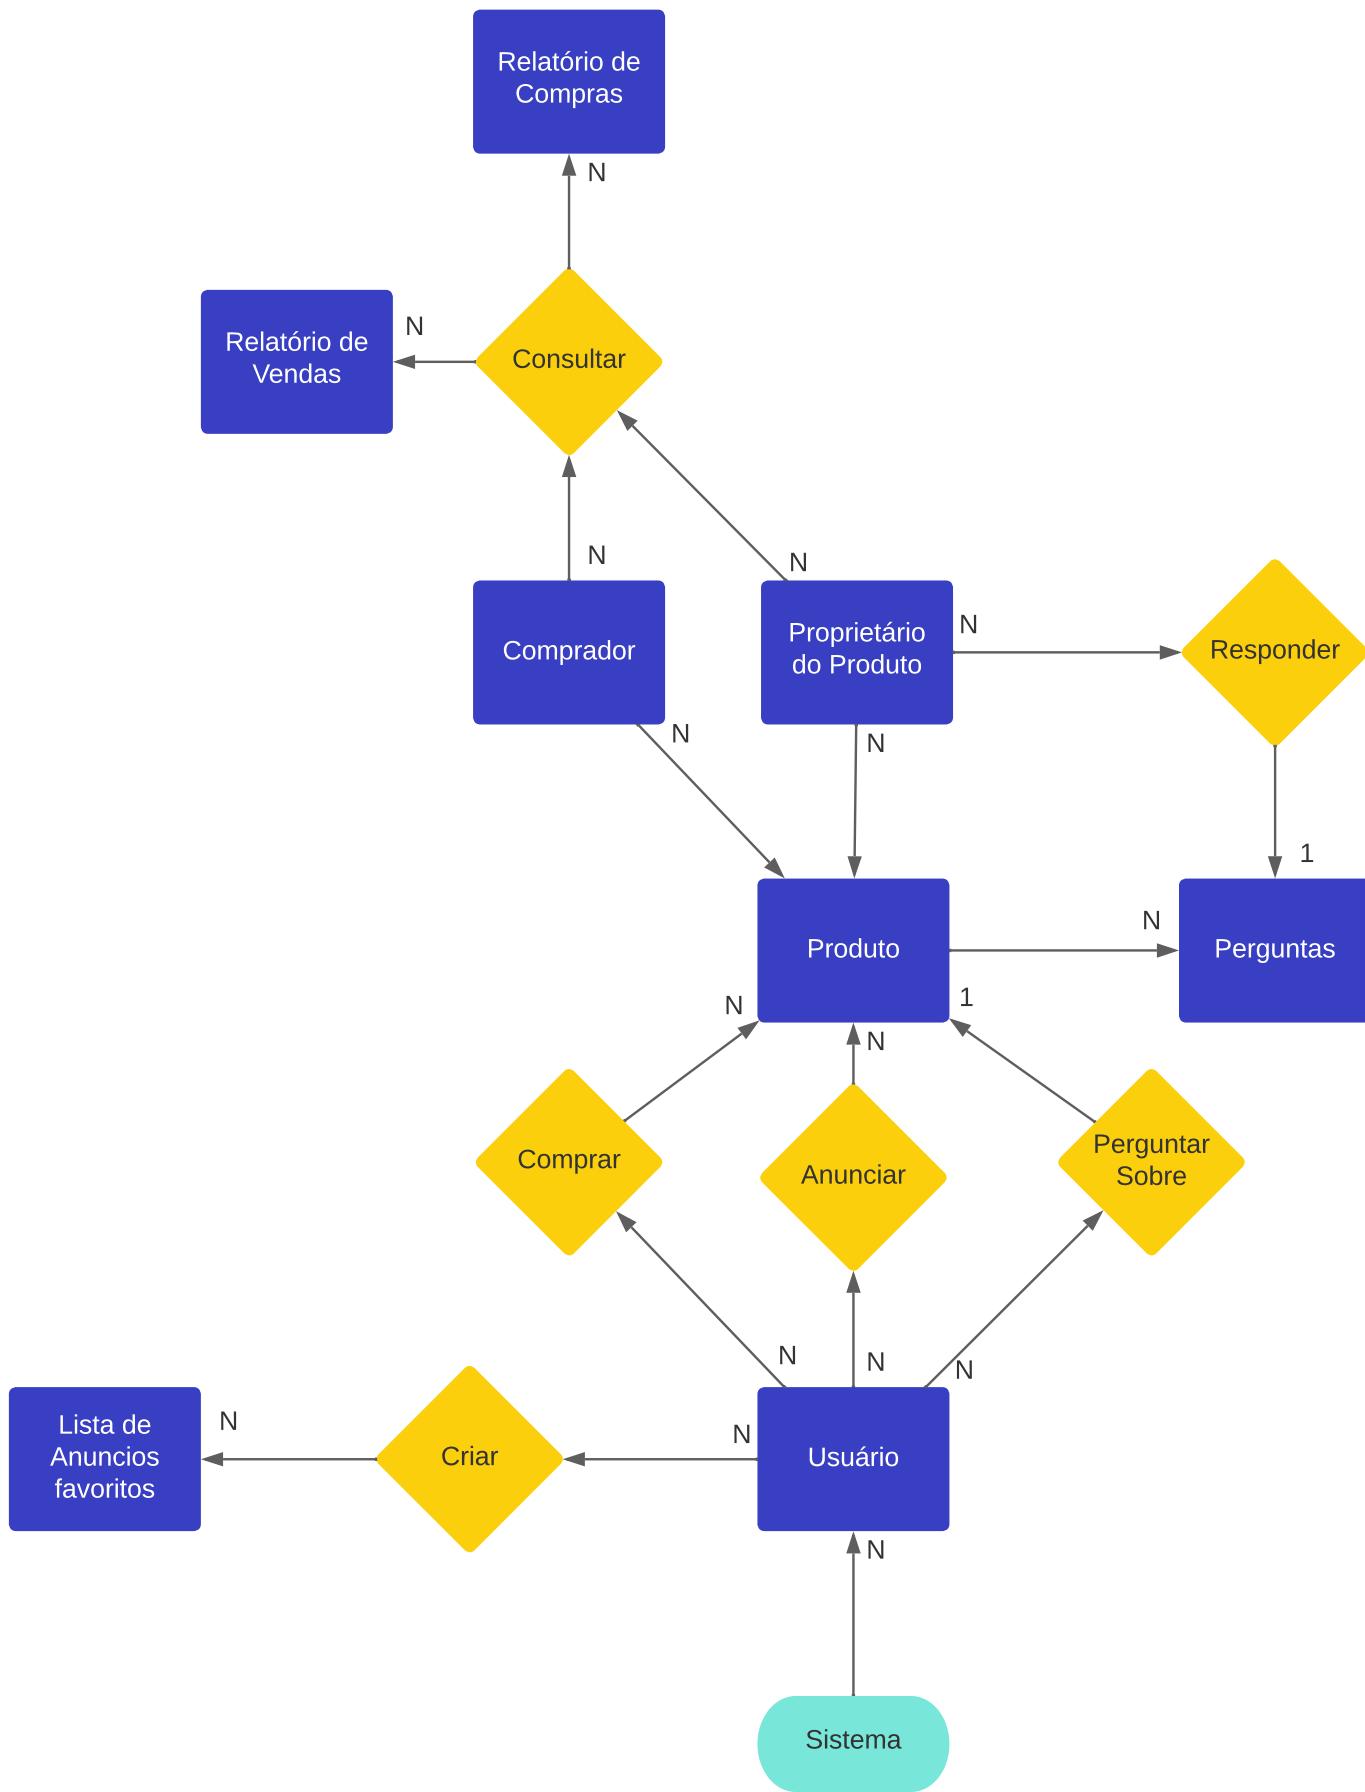 Relatório de
Compras
N
Relatório de
Vendas
N
Consultar
N
N
Comprador
Proprietário
do Produto
N
Responder
N
N
1
Produto
N
Perguntas
N
N
1
Comprar
Anunciar
Perguntar
Sobre
N
N
N
Lista de
Anuncios
favoritos
N
Criar
N
Usuário
N
Sistema